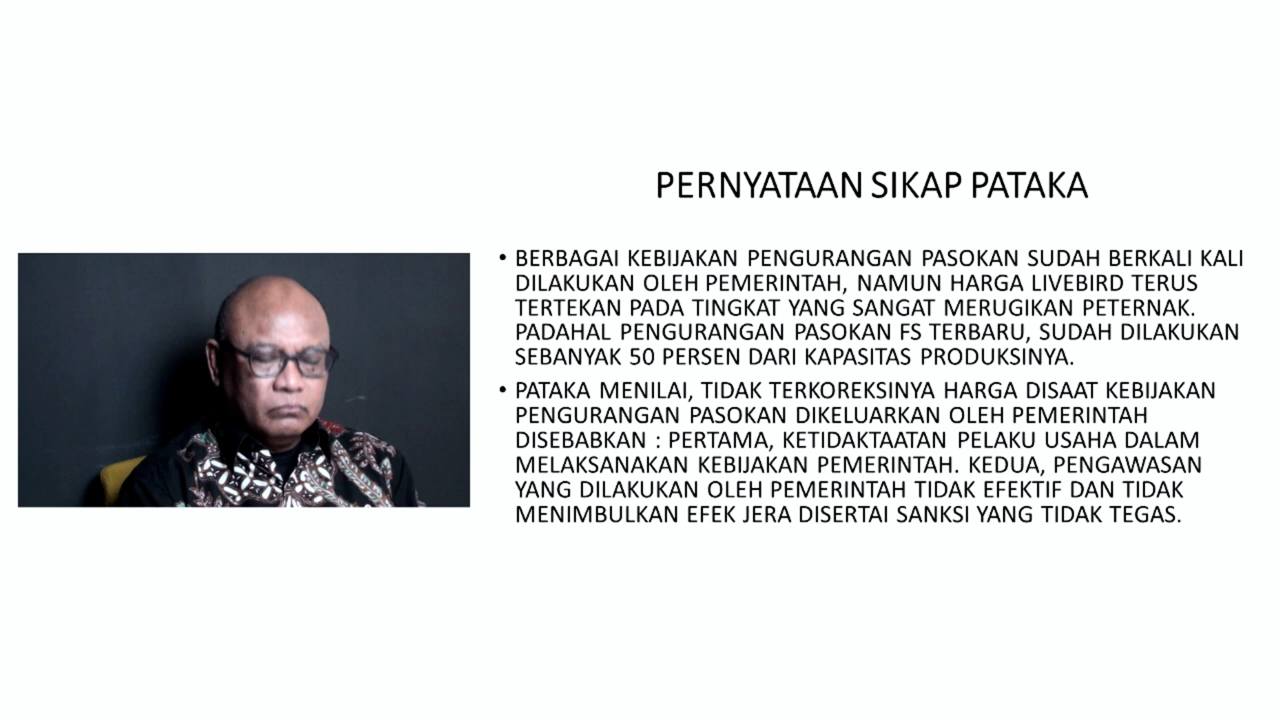 PERNYATAAN SIKAP PATAKA
• BERBAGAI KEBIJAKAN PENGURANGAN PASOKAN SUDAH BERKALI KALI
DILAKUKAN OLEH PEMERINTAH, NAMUN HARGA LIVEBIRD TERUS
TERTEKAN PADA TINGKAT YANG SANGAT MERUGIKAN PETERNAK.
PADAHAL PENGURANGAN PASOKAN FS TERBARU, SUDAH DILAKUKAN
SEBANYAK 50 PERSEN DARI KAPASITAS PRODUKSINYA.
• PATAKA MENILAI, TIDAK TERKOREKSINYA HARGA DISAAT KEBIJAKAN
PENGURANGAN PASOKAN DIKELUARKAN OLEH PEMERINTAH
DISEBABKAN : PERTAMA, KETIDAKTAATAN PELAKU USAHA DALAM
MELAKSANAKAN KEBIJAKAN PEMERINTAH. KEDUA, PENGAWASAN
YANG DILAKUKAN OLEH PEMERINTAH TIDAK EFEKTIF DAN TIDAK
MENIMBULKAN EFEK JERA DISERTAI SANKSI YANG TIDAK TEGAS.